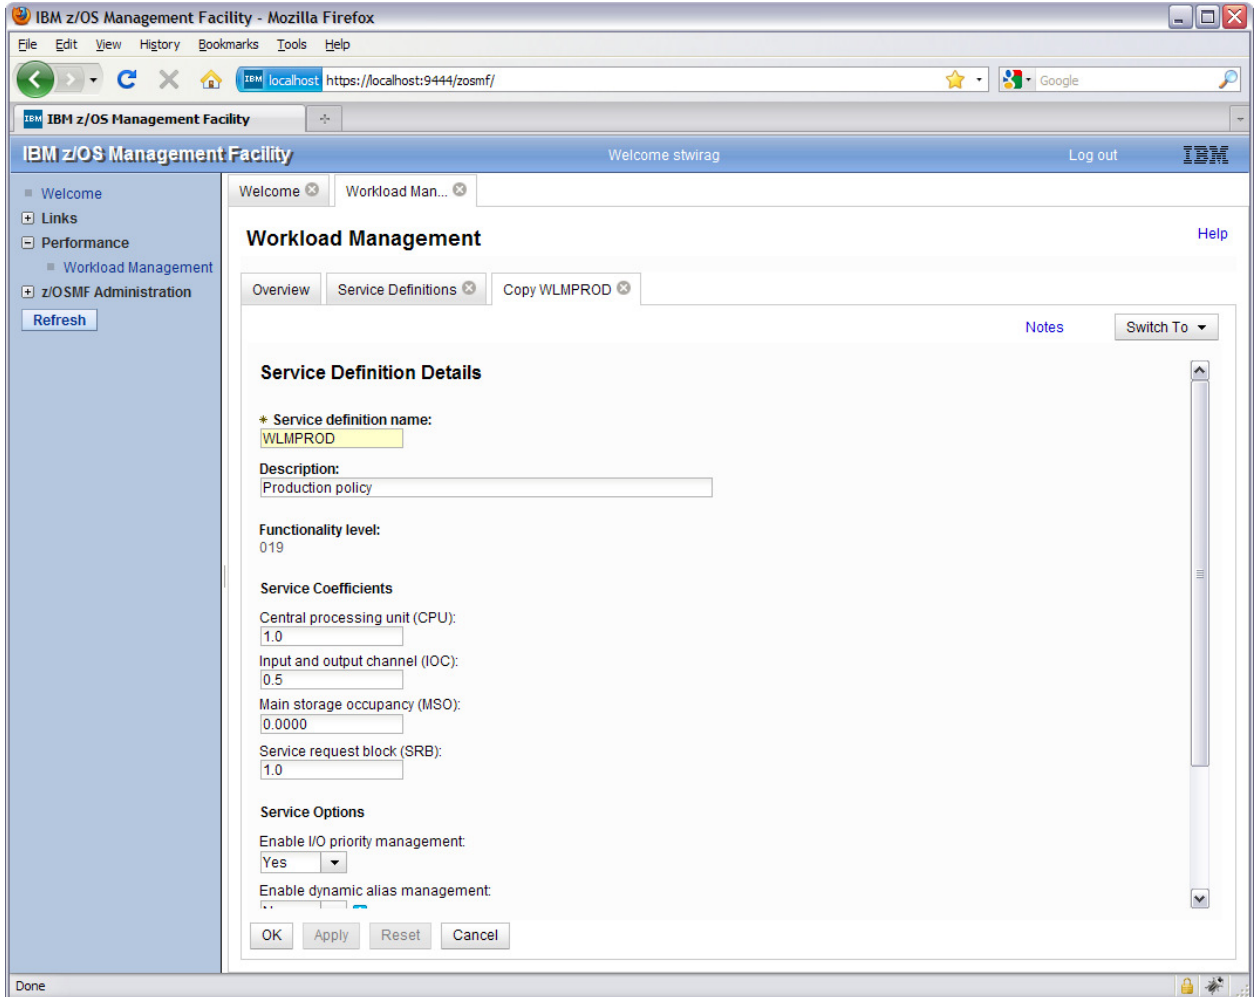 IBM z/OS Management Facility - Mozilla Firefox
File Edit View History Bookmarks Tools Help
IBM localhost https://localhost:9444/zosmf/ Google
IBM IBM z/OS Management Facility
IBM z/OS Management Facility Welcome stwirag Log out IBM
Welcome
Links
Performance
Workload Management
z/OSMF Administration
Refresh
Welcome Workload Man...
Workload Management Help
Overview Service Definitions Copy WLMPROD
Notes Switch To
Service Definition Details
* Service definition name:
WLMPROD
Description:
Production policy
Functionality level:
019
Service Coefficients
Central processing unit (CPU):
1.0
Input and output channel (IOC):
0.5
Main storage occupancy (MSO):
0.0000
Service request block (SRB):
1.0
Service Options
Enable I/O priority management:
Yes
Enable dynamic alias management:
OK Apply Reset Cancel
Done